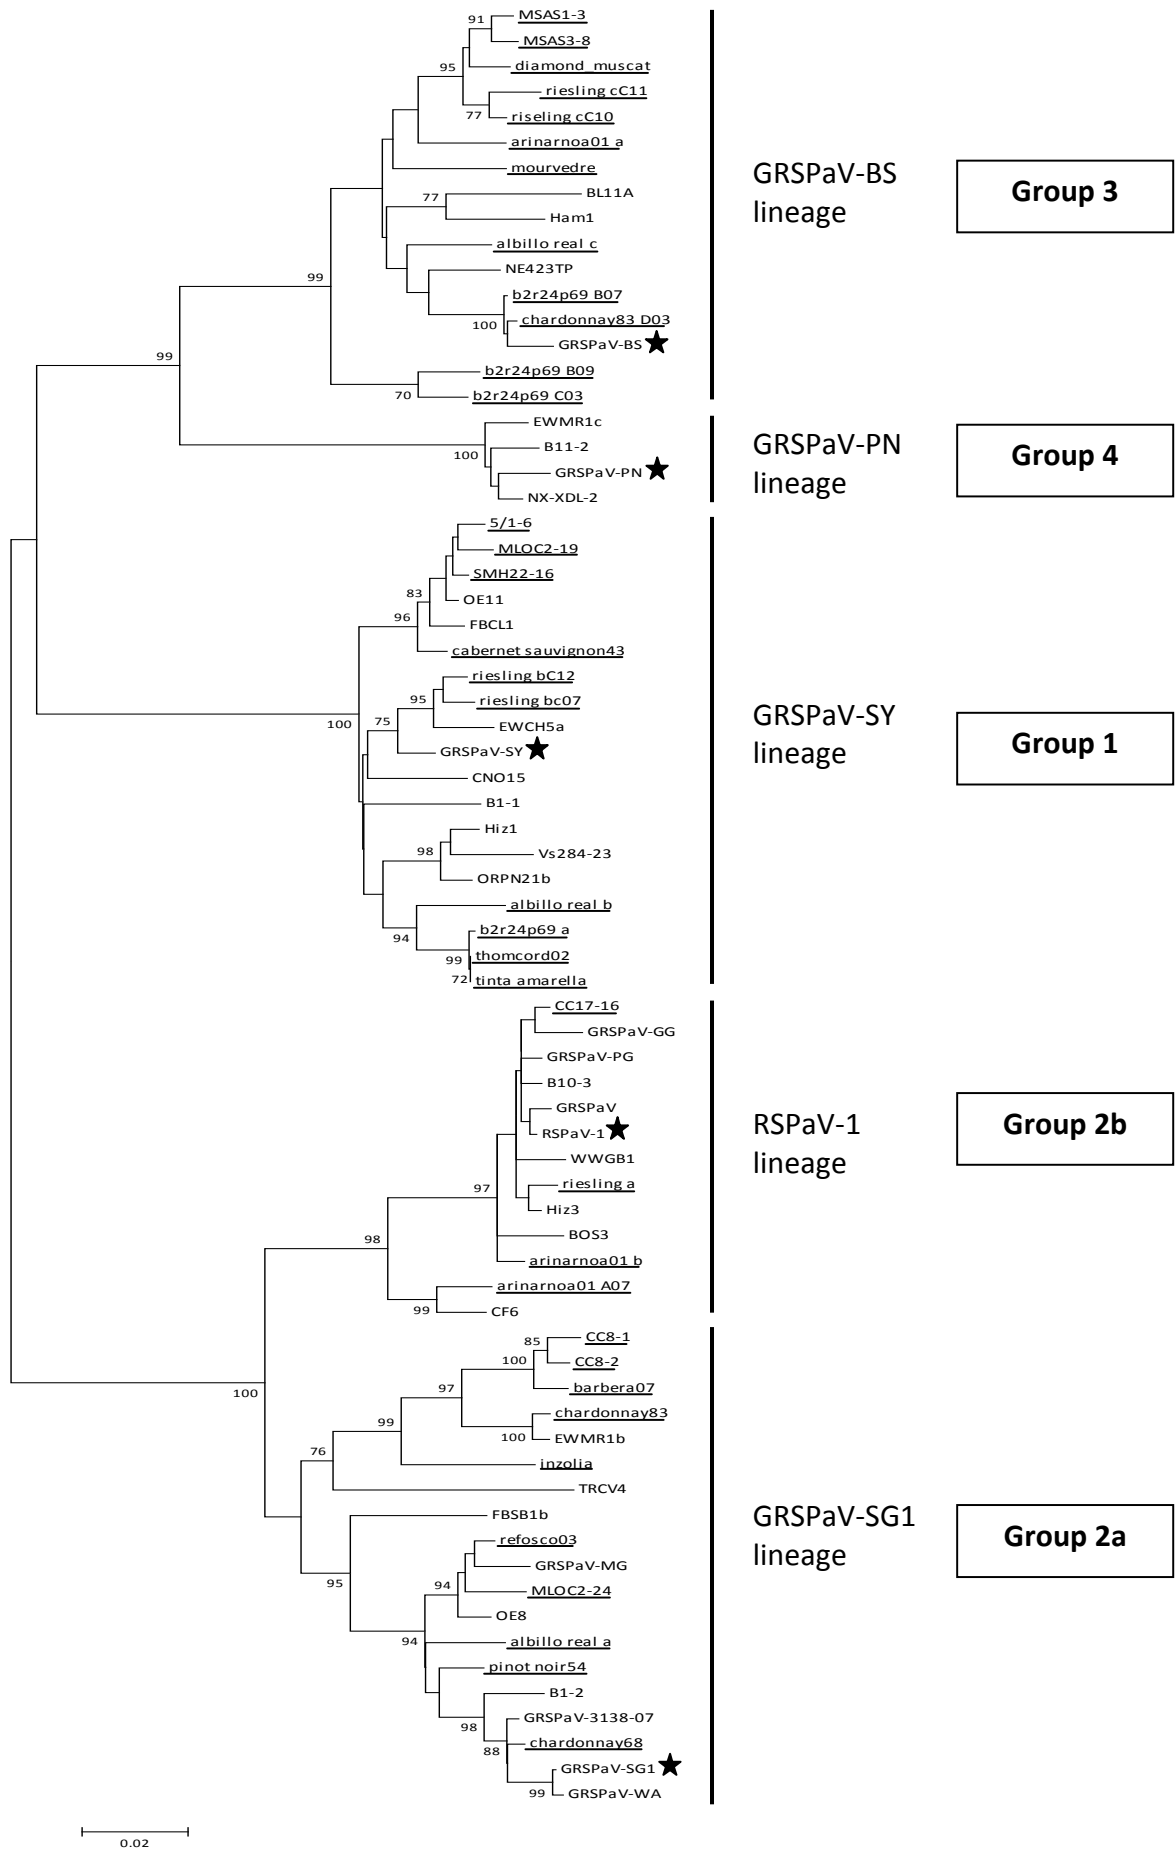 91
MSAS1-3
MSAS3-8
95
diamond_muscat
riesling cC11
77
riseling cC10
arinarnoa01 a
mourvedre
77
BL11A
Ham1
albillo real c
99
NE423TP
b2r24p69 B07
100
chardonnay83 D03
GRSPaV-BS
99
b2r24p69 B09
70
b2r24p69 C03
GRSPaV-BS
lineage
Group 3
EWMR1c
100
B11-2
GRSPaV-PN
NX-XDL-2
GRSPaV-PN
lineage
Group 4
5/1-6
MLOC2-19
SMH22-16
83
OE11
96
FBCL1
cabernet sauvignon43
riesling bC12
95
riesling bc07
100
75
EWCH5a
GRSPaV-SY
CNO15
B1-1
Hiz1
98
Vs284-23
ORPN21b
albillo real b
94
b2r24p69 a
99
thomcord02
72
tinta amarella
GRSPaV-SY
lineage
Group 1
CC17-16
GRSPaV-GG
GRSPaV-PG
B10-3
GRSPaV
RSPaV-1
WWGB1
97
riesling a
Hiz3
98
BOS3
arinarnoa01 b
arinarnoa01 A07
99
CF6
RSPaV-1
lineage
Group 2b
85
CC8-1
100
CC8-2
97
barbera07
100
99
chardonnay83
100
EWMR1b
76
inzolia
TRCV4
FBSB1b
refosco03
95
GRSPaV-MG
94
MLOC2-24
OE8
94
albillo real a
pinot noir54
B1-2
98
GRSPaV-3138-07
88
chardonnay68
GRSPaV-SG1
99
GRSPaV-WA
GRSPaV-SG1
lineage
Group 2a
0.02